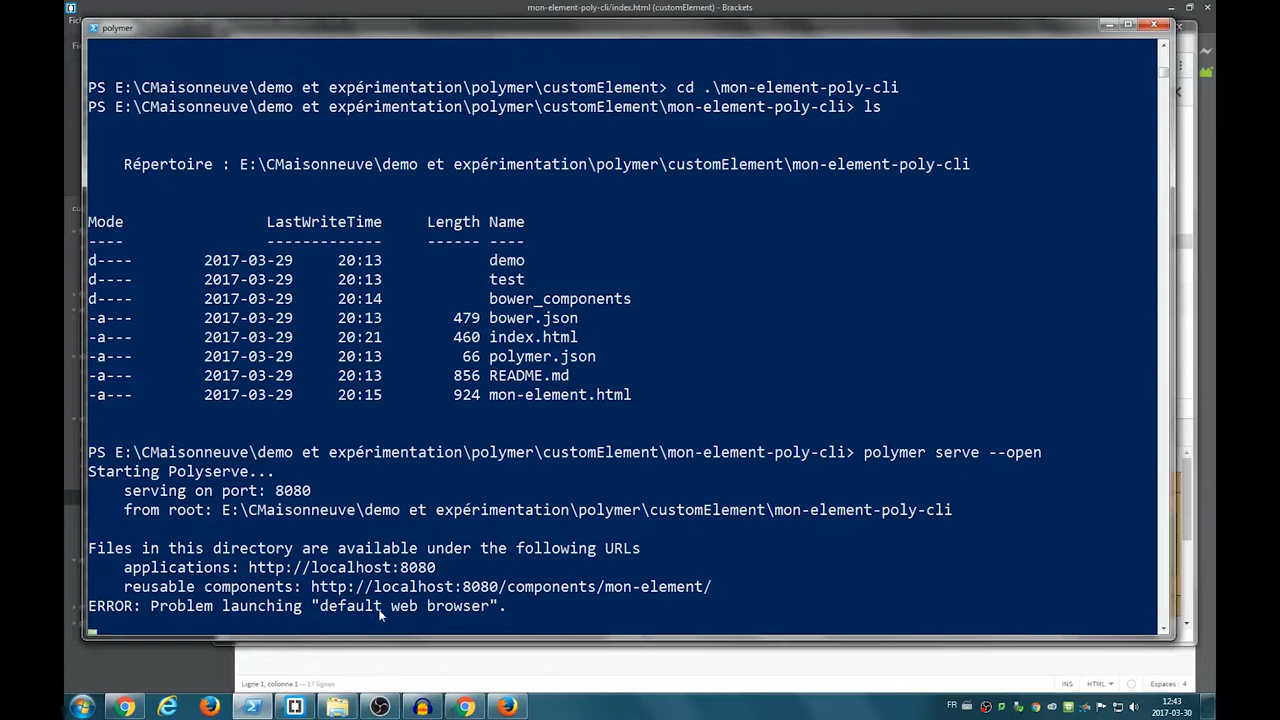 mon-element-poly-cli/index.html (customElement) - Brackets
polymer
PS E:\CMaisonneuve\demo et expérimentation\polymer\customElement> cd .\mon-element-poly-cli
PS E:\CMaisonneuve\demo et expérimentation\polymer\customElement\mon-element-poly-cli> ls
Répertoire : E:\CMaisonneuve\demo et expérimentation\polymer\customElement\mon-element-poly-cli
Mode LastWriteTime Length Name
---- ------------- ------ ----
d---- 2017-03-29 20:13 demo
d---- 2017-03-29 20:13 test
d---- 2017-03-29 20:14 bower_components
-a--- 2017-03-29 20:13 479 bower.json
-a--- 2017-03-29 20:21 460 index.html
-a--- 2017-03-29 20:13 66 polymer.json
-a--- 2017-03-29 20:13 856 README.md
-a--- 2017-03-29 20:15 924 mon-element.html
PS E:\CMaisonneuve\demo et expérimentation\polymer\customElement\mon-element-poly-cli> polymer serve --open
Starting Polyserve...
serving on port: 8080
from root: E:\CMaisonneuve\demo et expérimentation\polymer\customElement\mon-element-poly-cli
Files in this directory are available under the following URLs
applications: http://localhost:8080
reusable components: http://localhost:8080/components/mon-element/
ERROR: Problem launching "default web browser".
Ligne 1, colonne 1 — 17 lignes INS HTML Espaces : 4
FR 12:43
2017-03-30